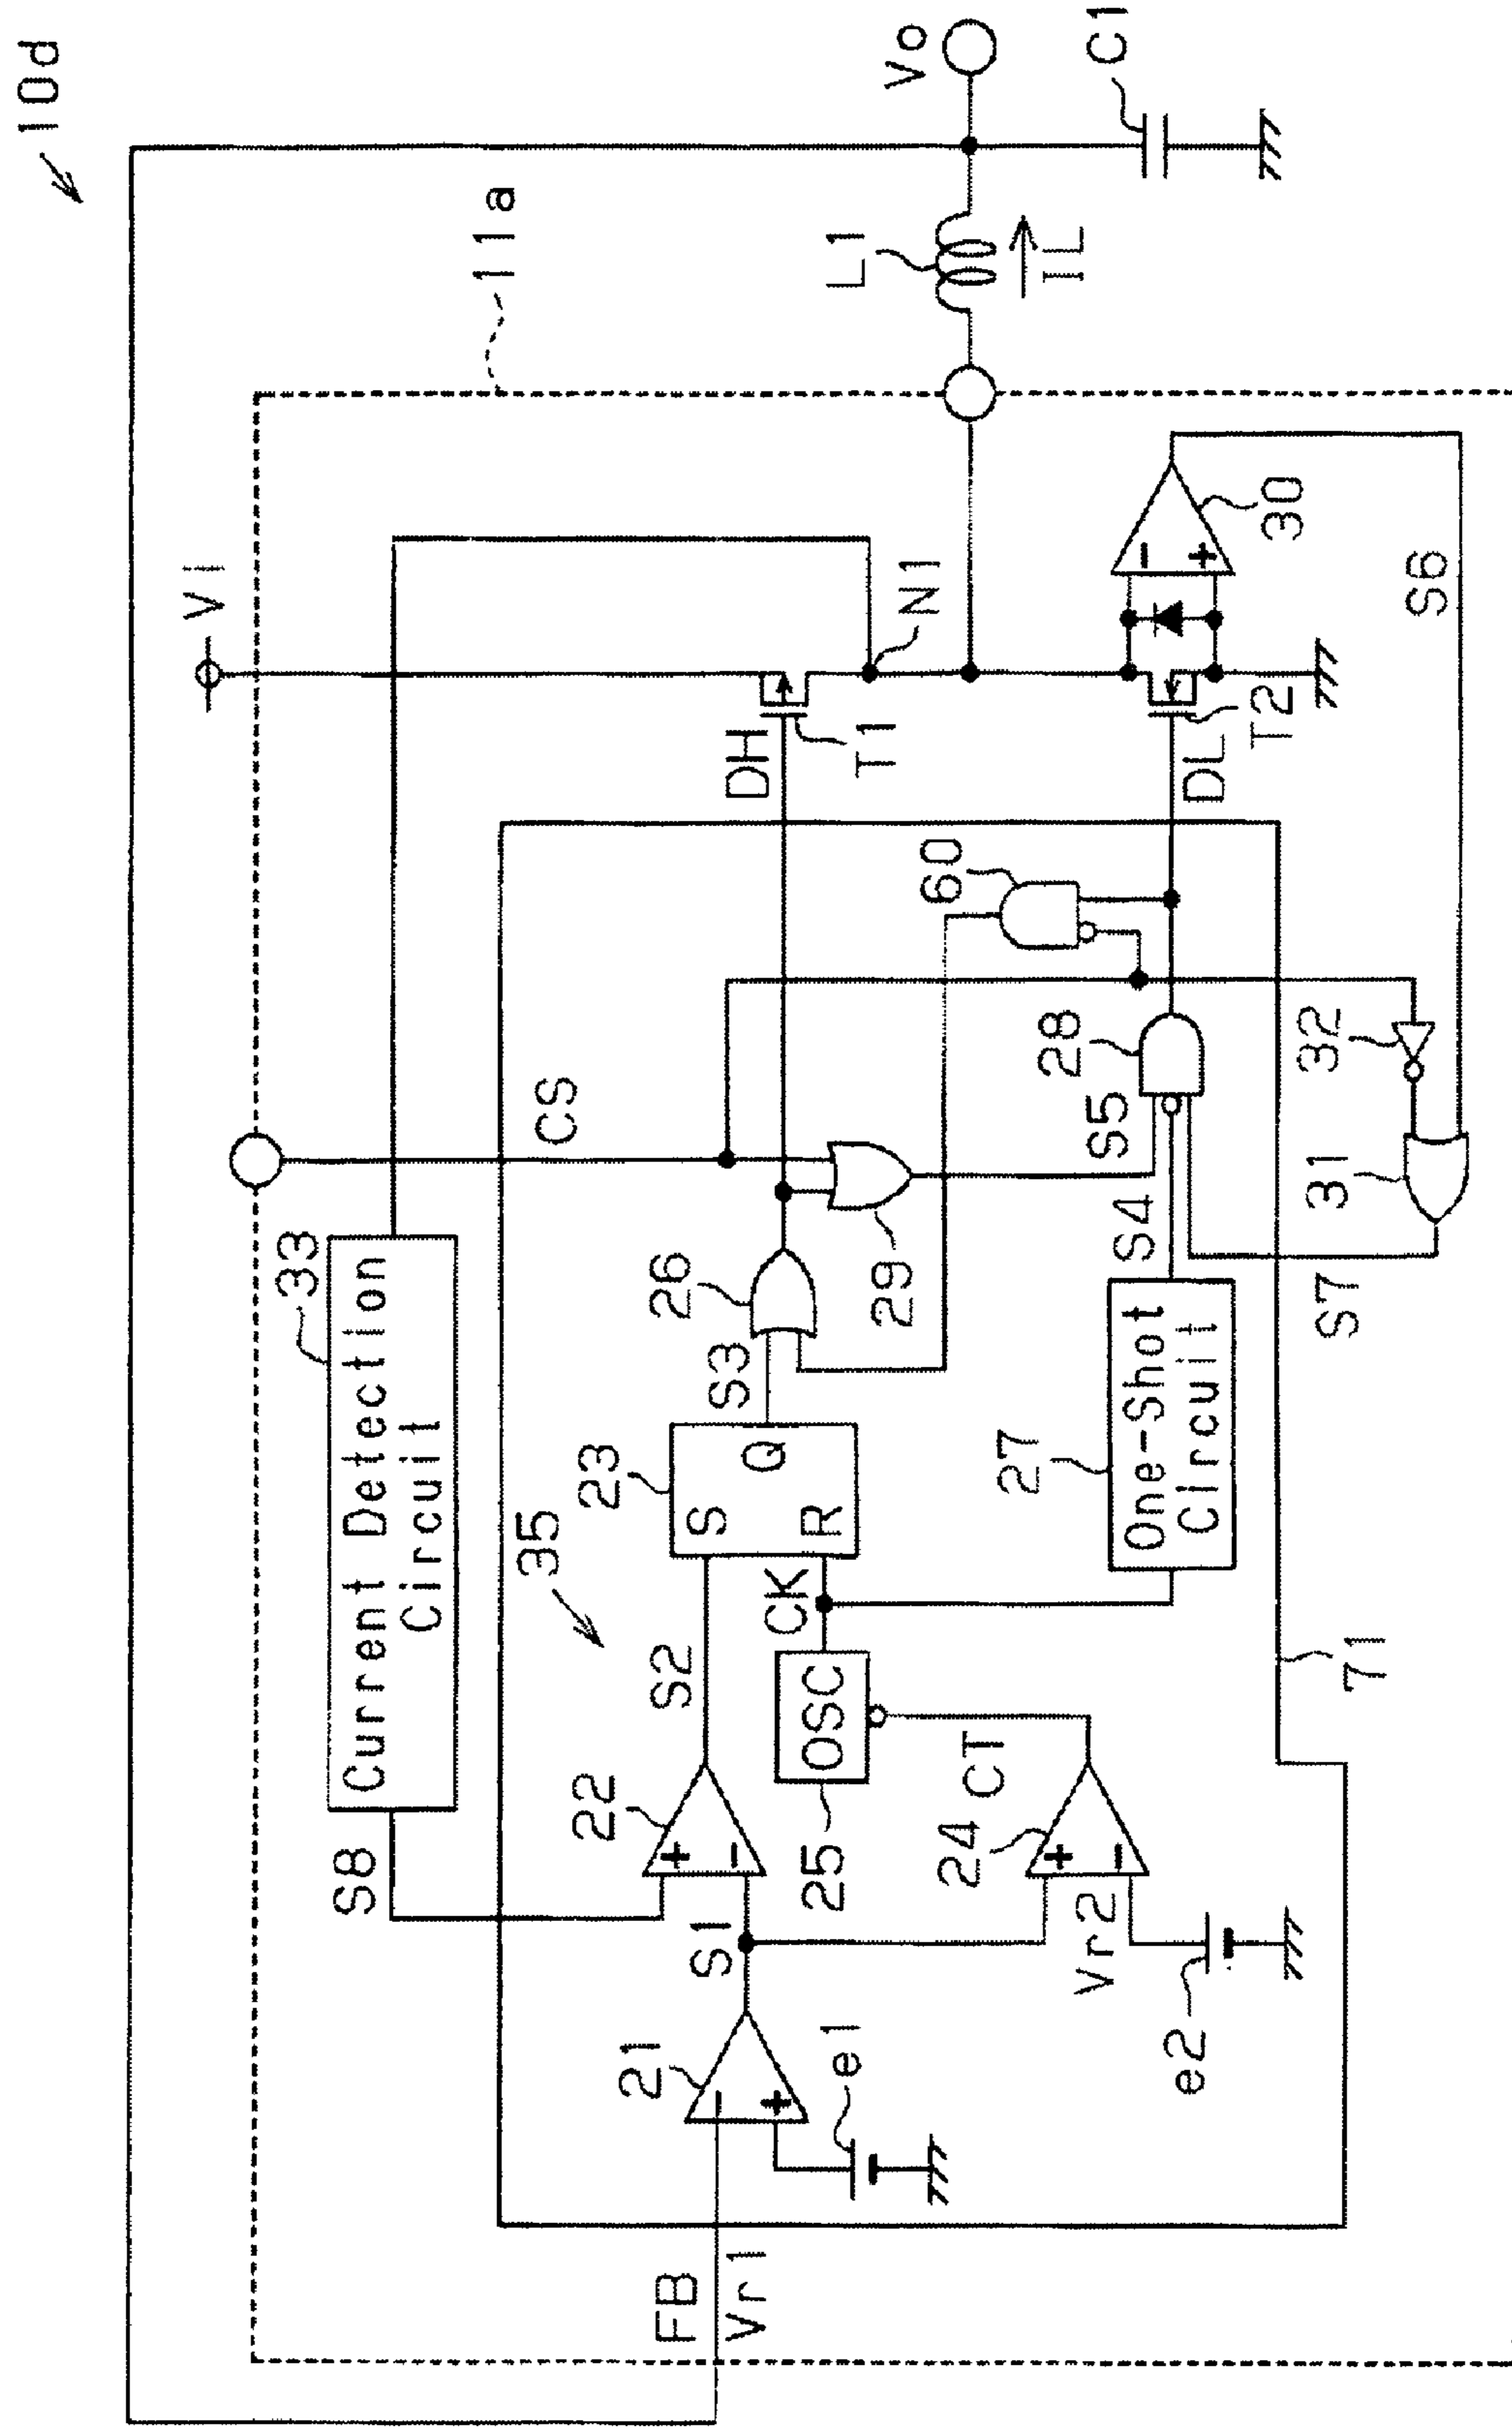 10d
11a
Vi
Vo
C1
L1
IL
N1
T1
T2
DH
DL
30
S6
60
CS
28
32
31
S5
S4
S7
29
26
S3
33
Current Detection
Circuit
S8
35
23
S
Q
R
CK
27
One-Shot
Circuit
71
S2
22
+
−
OSC
25
CT
24
+
−
Vr2
e2
S1
21
−
+
e1
FB
Vr1
−
+